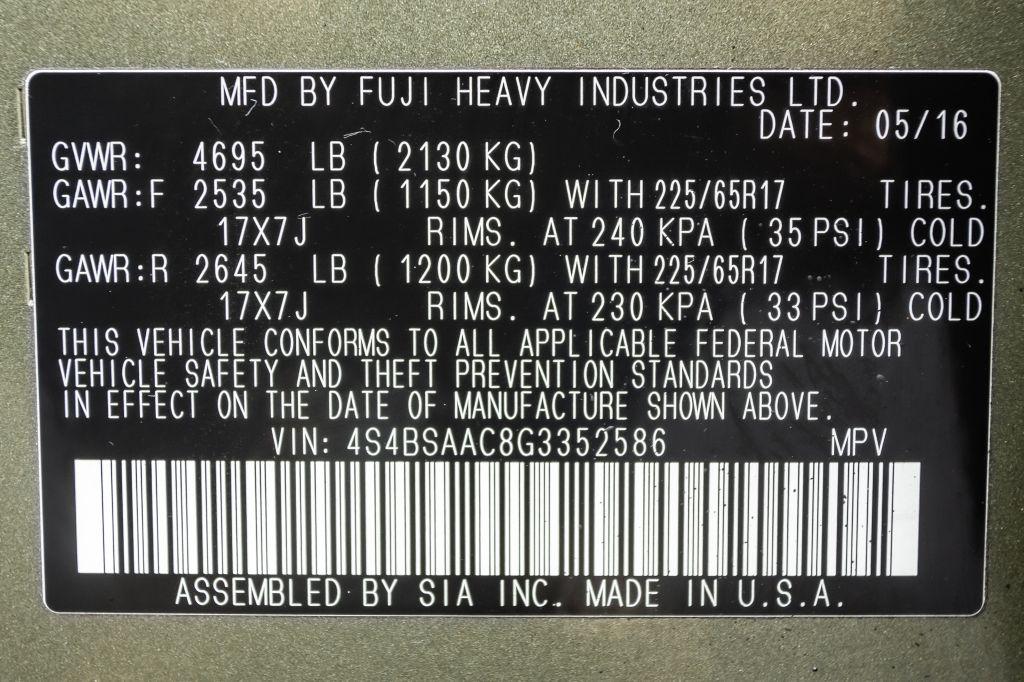 MFD BY FUJI HEAVY INDUSTRIES LTD.
DATE: 05/16
GVWR: 4695 LB ( 2130 KG)
GAWR:F 2535 LB ( 1150 KG) WITH 225/65R17 TIRES.
17X7J RIMS. AT 240 KPA ( 35 PSI) COLD
GAWR:R 2645 LB ( 1200 KG) WITH 225/65R17 TIRES.
17X7J RIMS. AT 230 KPA ( 33 PSI) COLD
THIS VEHICLE CONFORMS TO ALL APPLICABLE FEDERAL MOTOR
VEHICLE SAFETY AND THEFT PREVENTION STANDARDS
IN EFFECT ON THE DATE OF MANUFACTURE SHOWN ABOVE.
VIN: 4S4BSAAC8G3352586 MPV
ASSEMBLED BY SIA INC. MADE IN U.S.A.